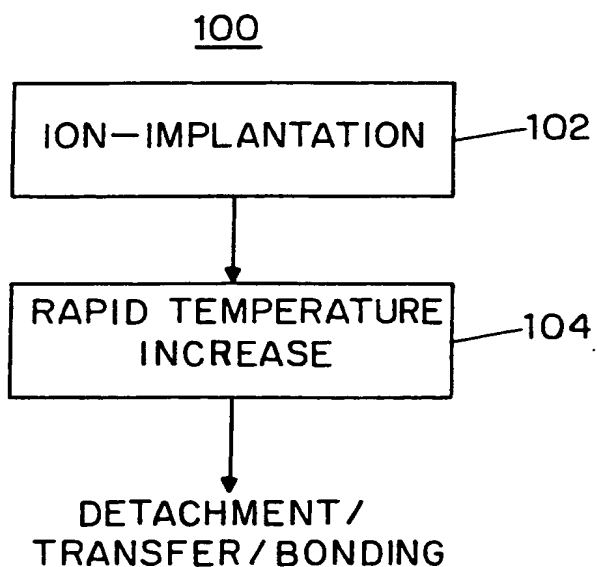 100
ION-IMPLANTATION
102
RAPID TEMPERATURE
INCREASE
104
DETACHMENT/
TRANSFER/BONDING